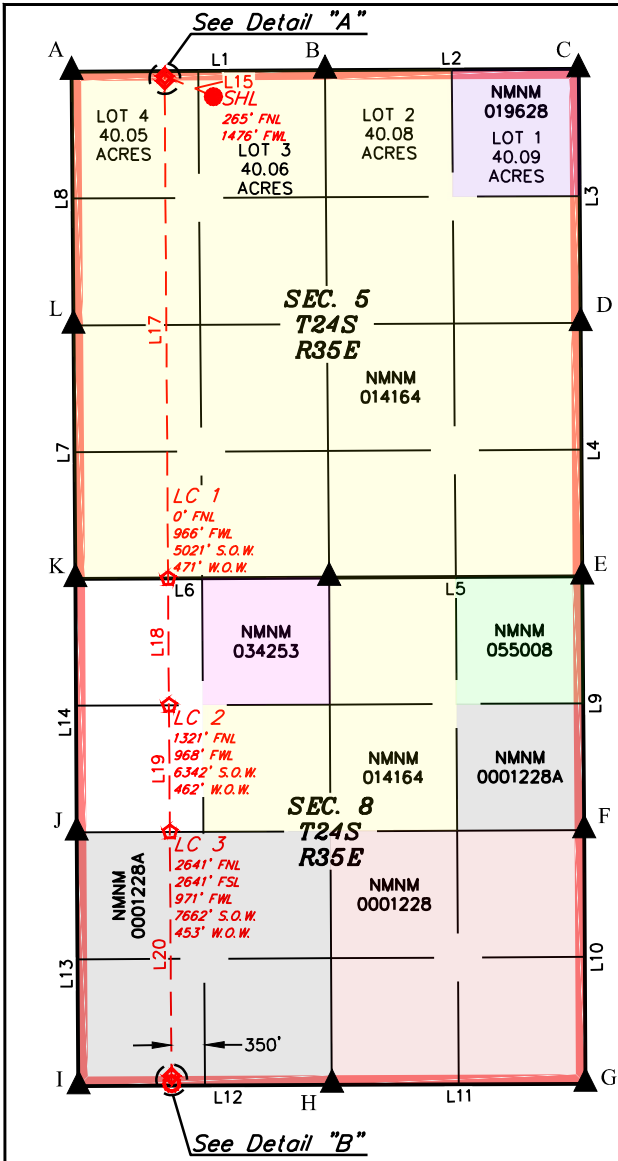 See Detail "A"
A
L1
B
L2
C
L15
SHL
265' FNL
1476' FWL
LOT 4
40.05
ACRES
LOT 3
40.06
ACRES
LOT 2
40.08
ACRES
NMNM
019628
LOT 1
40.09
ACRES
L8
L3
L
SEC. 5
T24S
R35E
D
L17
NMNM
014164
L7
L4
LC 1
0' FNL
966' FWL
5021' S.O.W.
471' W.O.W.
K
E
L6
L5
L18
NMNM
034253
NMNM
055008
L14
L9
LC 2
1321' FNL
968' FWL
6342' S.O.W.
462' W.O.W.
L19
NMNM
014164
NMNM
0001228A
SEC. 8
T24S
R35E
J
F
LC 3
2641' FNL
2641' FSL
971' FWL
7662' S.O.W.
453' W.O.W.
NMNM
0001228A
NMNM
0001228
L20
L13
L10
350'
I
L12
H
L11
G
See Detail "B"